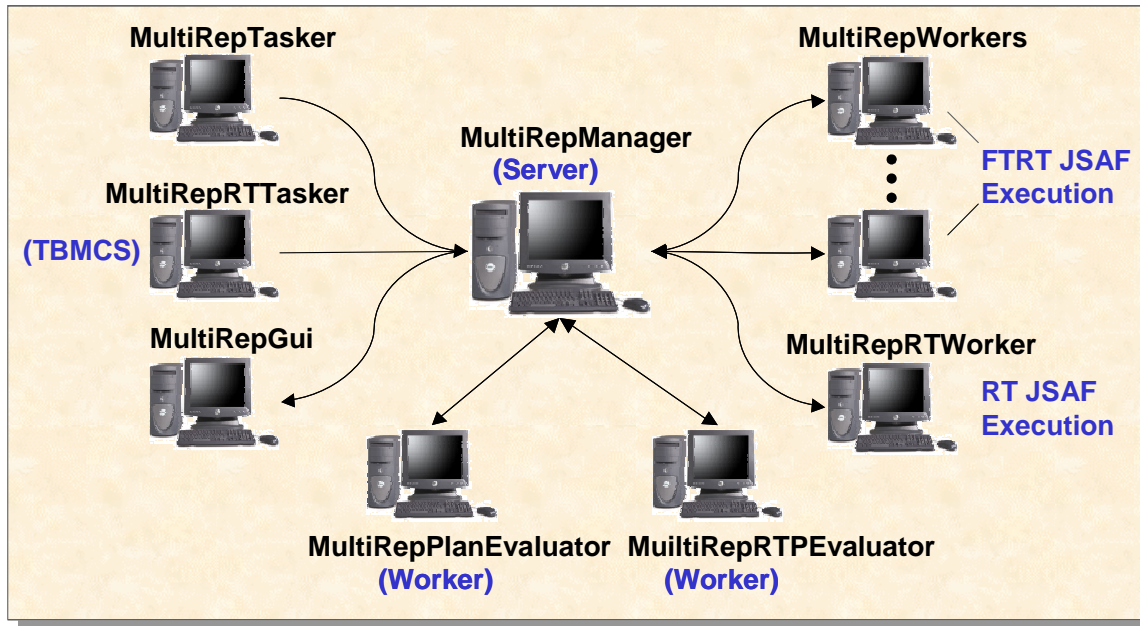 MultiRepTasker
MultiRepWorkers
MultiRepManager
(Server)
FTRT JSAF
Execution
MultiRepRTTasker
(TBMCS)
MultiRepGui
MultiRepRTWorker
RT JSAF
Execution
MultiRepPlanEvaluator
(Worker)
MuiltiRepRTPEvaluator
(Worker)